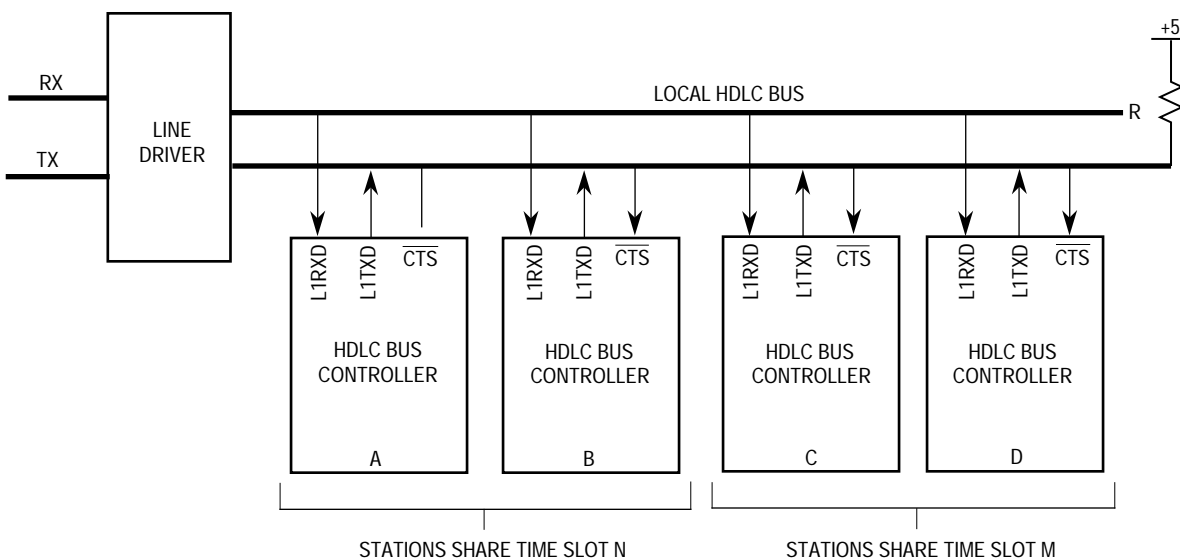 +5
RX
LOCAL HDLC BUS
R
LINE
DRIVER
TX
L1RXD
L1TXD
CTS
L1RXD
L1TXD
CTS
L1RXD
L1TXD
CTS
L1RXD
L1TXD
CTS
HDLC BUS
CONTROLLER
HDLC BUS
CONTROLLER
HDLC BUS
CONTROLLER
HDLC BUS
CONTROLLER
A
B
C
D
STATIONS SHARE TIME SLOT N
STATIONS SHARE TIME SLOT M